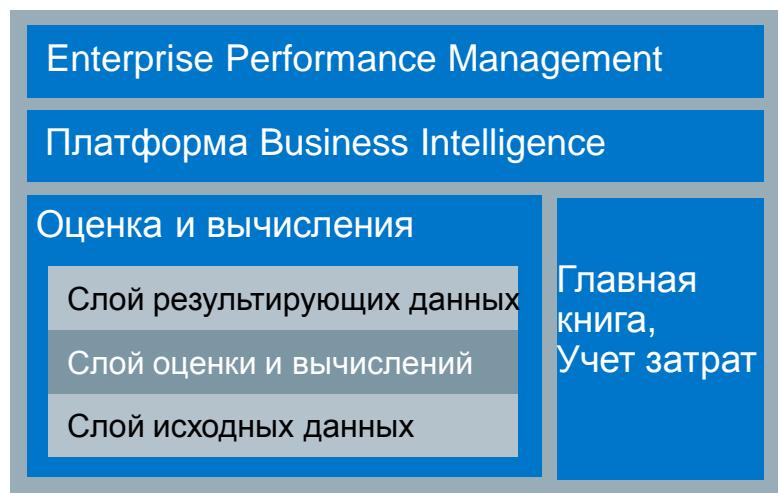 Enterprise Performance Management
Платформа Business Intelligence
Оценка и вычисления
Слой результирующих данных
Слой оценки и вычислений
Слой исходных данных
Главная
книга,
Учет затрат